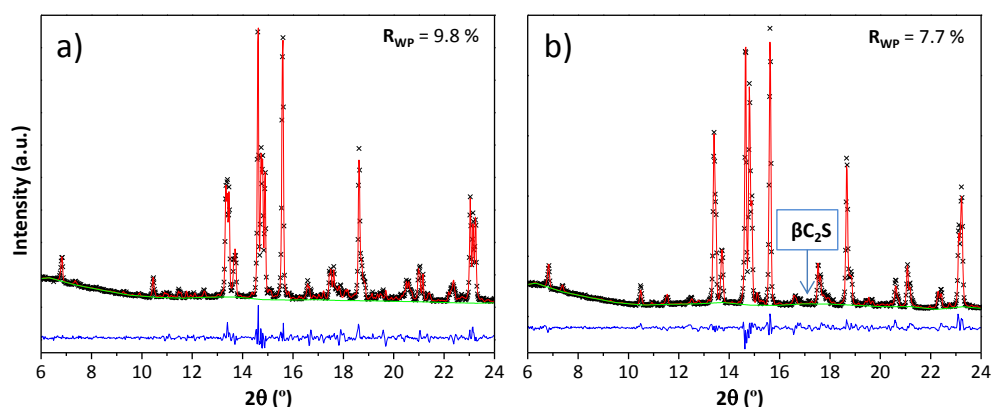 a)
R_WP = 9.8 %
Intensity (a.u.)
6 8 10 12 14 16 18 20 22 24
2θ (º)
b)
R_WP = 7.7 %
βC₂S
6 8 10 12 14 16 18 20 22 24
2θ (º)